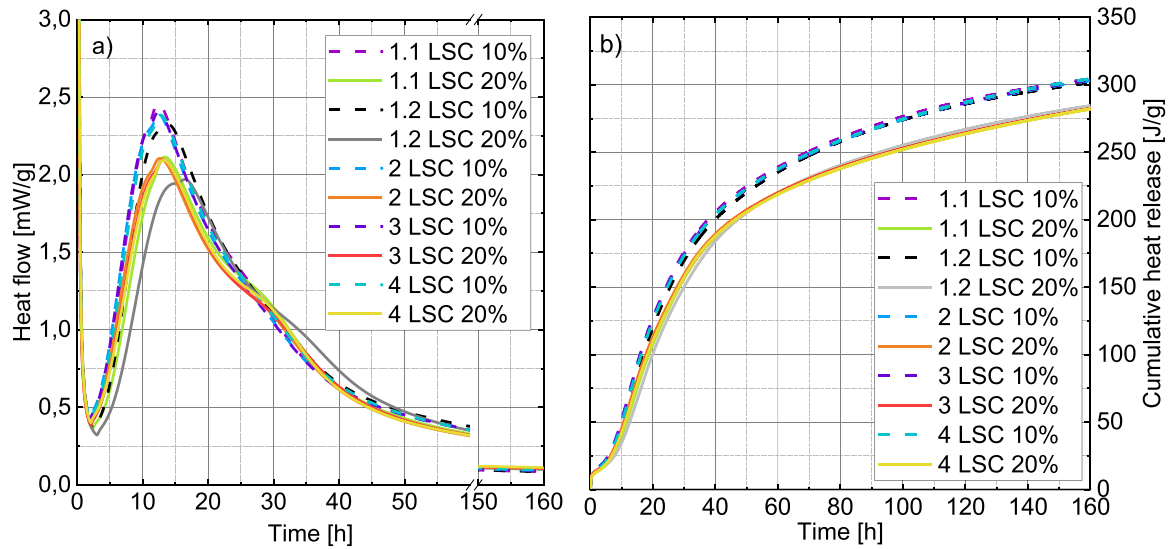 a)
3,0
2,5
2,0
1,5
1,0
0,5
0,0
Heat flow [mW/g]
1.1 LSC 10%
1.1 LSC 20%
1.2 LSC 10%
1.2 LSC 20%
2 LSC 10%
2 LSC 20%
3 LSC 10%
3 LSC 20%
4 LSC 10%
4 LSC 20%
0 10 20 30 40 50 150 160
Time [h]
b)
350
300
250
200
150
100
50
0
Cumulative heat release [J/g]
1.1 LSC 10%
1.1 LSC 20%
1.2 LSC 10%
1.2 LSC 20%
2 LSC 10%
2 LSC 20%
3 LSC 10%
3 LSC 20%
4 LSC 10%
4 LSC 20%
0 20 40 60 80 100 120 140 160
Time [h]